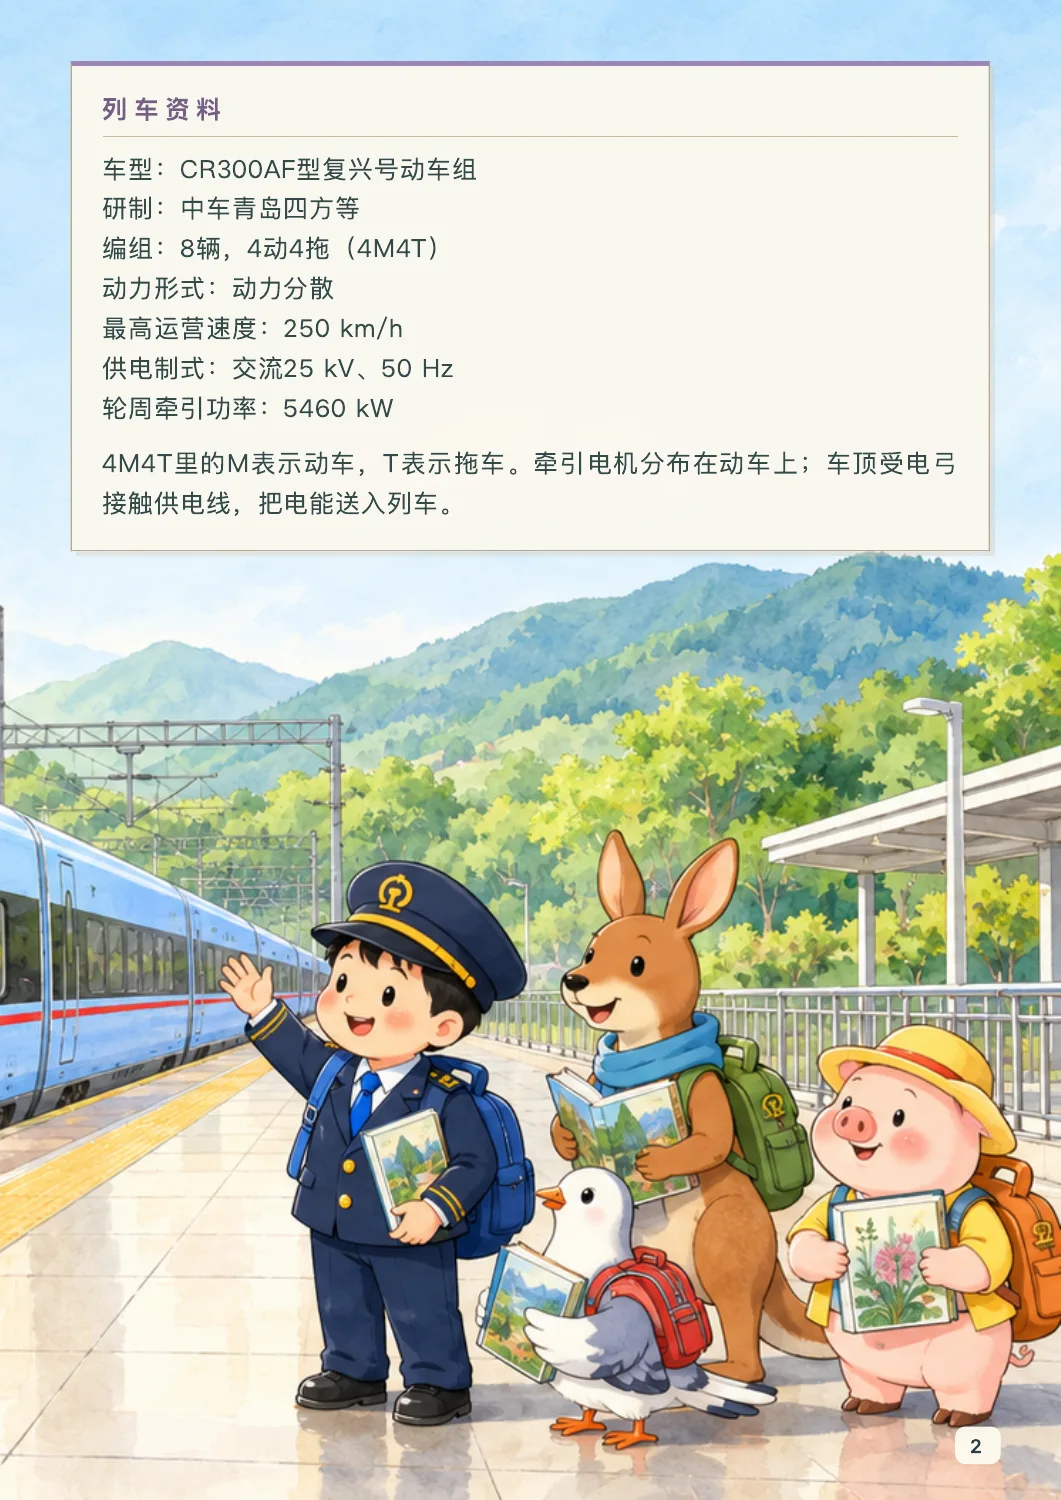 列车资料
车型：CR300AF型复兴号动车组
研制：中车青岛四方等
编组：8辆，4动4拖（4M4T）
动力形式：动力分散
最高运营速度：250 km/h
供电制式：交流25 kV、50 Hz
轮周牵引功率：5460 kW
4M4T里的M表示动车，T表示拖车。牵引电机分布在动车上；车顶受电弓
接触供电线，把电能送入列车。
2